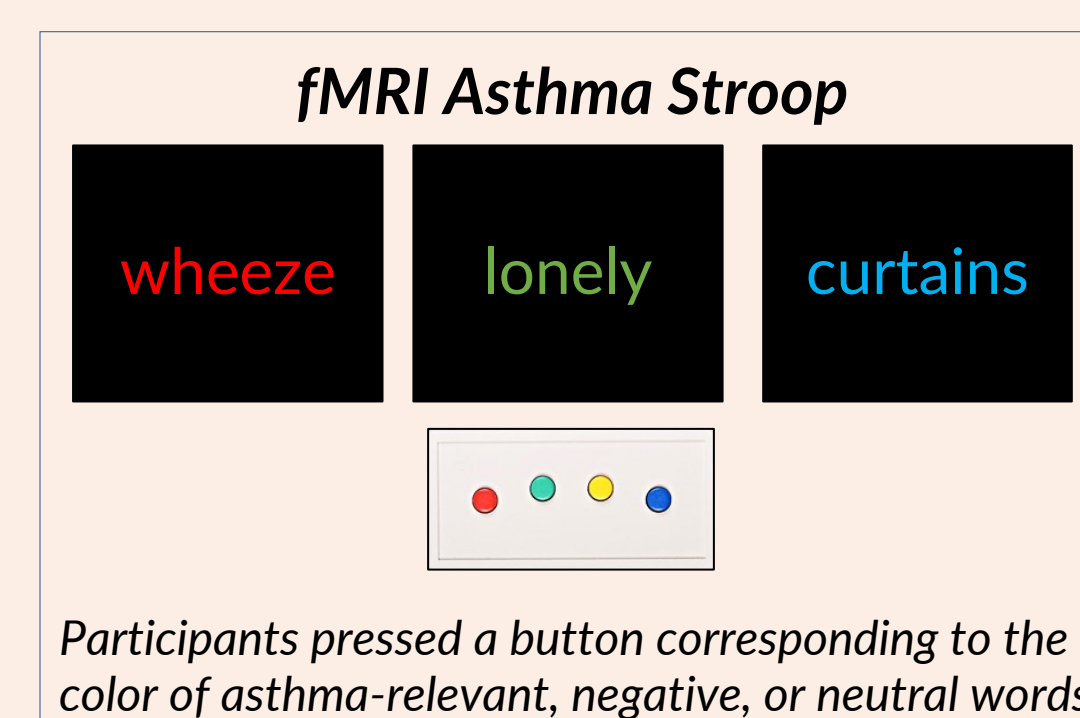 fMRI Asthma Stroop
wheeze lonely curtains
Participants pressed a button corresponding to the
color of asthma-relevant, negative, or neutral words